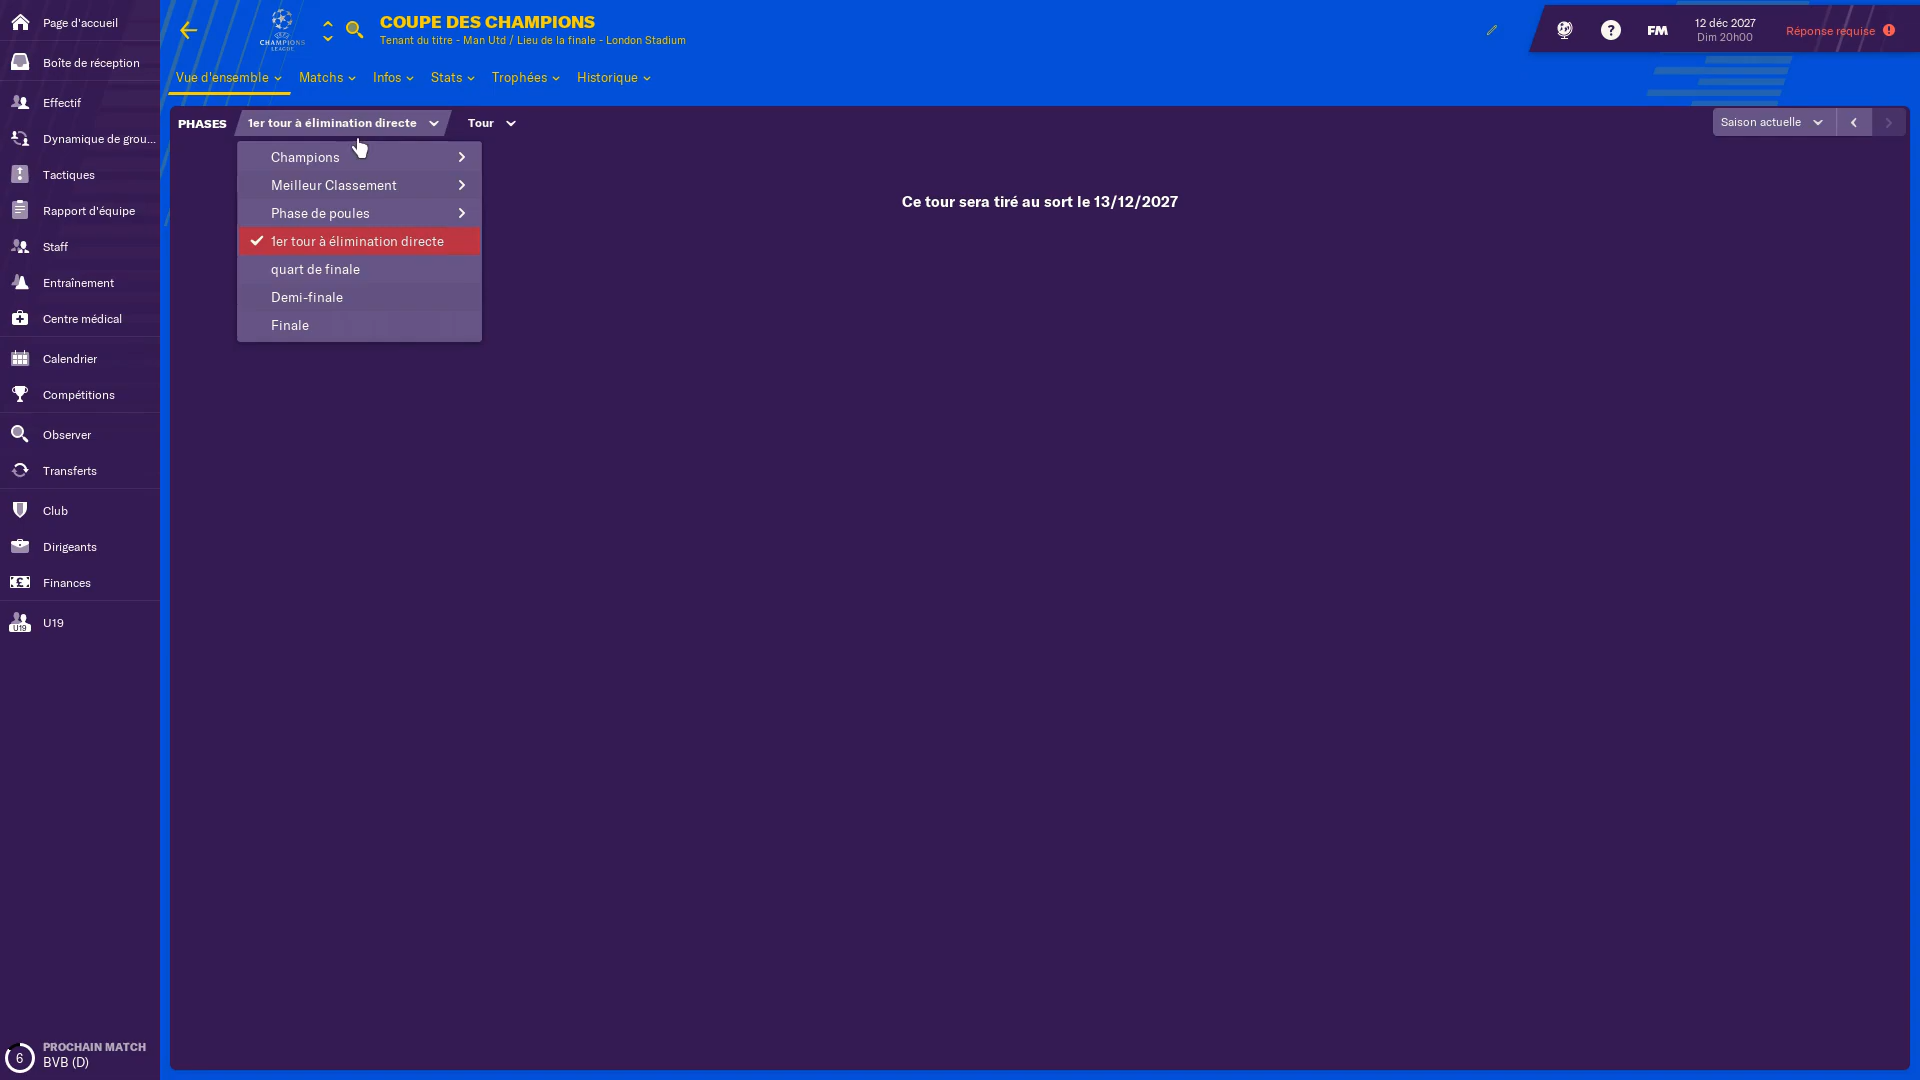 Page d'accueil
Boîte de réception
Effectif
Dynamique de grou...
Tactiques
Rapport d'équipe
Staff
Entraînement
Centre médical
Calendrier
Compétitions
Observer
Transferts
Club
Dirigeants
Finances
U19
U19
6
PROCHAIN MATCH
BVB (D)
CHAMPIONS
LEAGUE
COUPE DES CHAMPIONS
Tenant du titre - Man Utd / Lieu de la finale - London Stadium
?
FM
12 déc 2027
Dim 20h00
Réponse requise
Vue d'ensemble
Matchs
Infos
Stats
Trophées
Historique
PHASES
1er tour à élimination directe
Tour
Saison actuelle
Champions
Meilleur Classement
Phase de poules
1er tour à élimination directe
quart de finale
Demi-finale
Finale
Ce tour sera tiré au sort le 13/12/2027